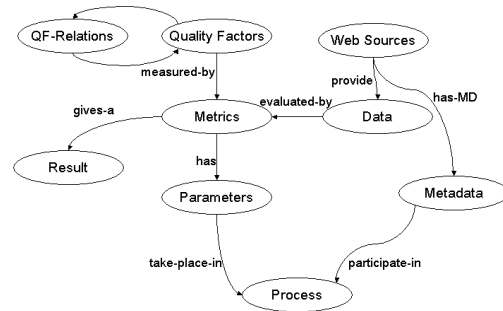 QF-Relations
Quality Factors
Web Sources
measured-by
provide
has-MD
gives-a
evaluated-by
Metrics
Data
Result
has
Parameters
Metadata
take-place-in
participate-in
Process